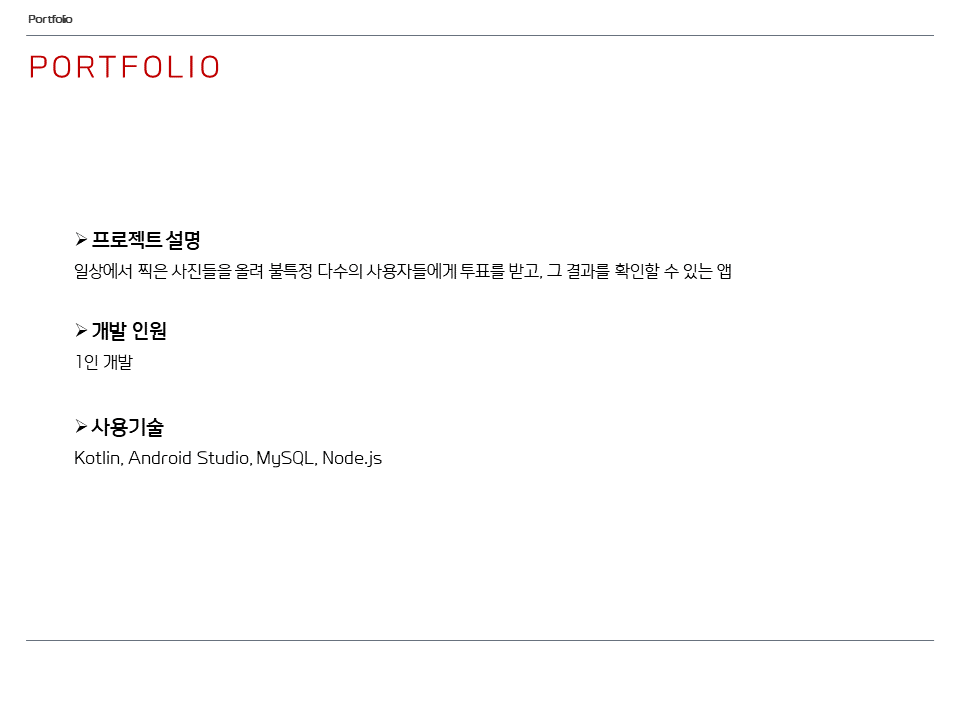 Portfolio
PORTFOLIO
➢ 프로젝트 설명
일상에서 찍은 사진들을 올려 불특정 다수의 사용자들에게 투표를 받고, 그 결과를 확인할 수 있는 앱
➢ 개발 인원
1인 개발
➢ 사용기술
Kotlin, Android Studio, MySQL, Node.js